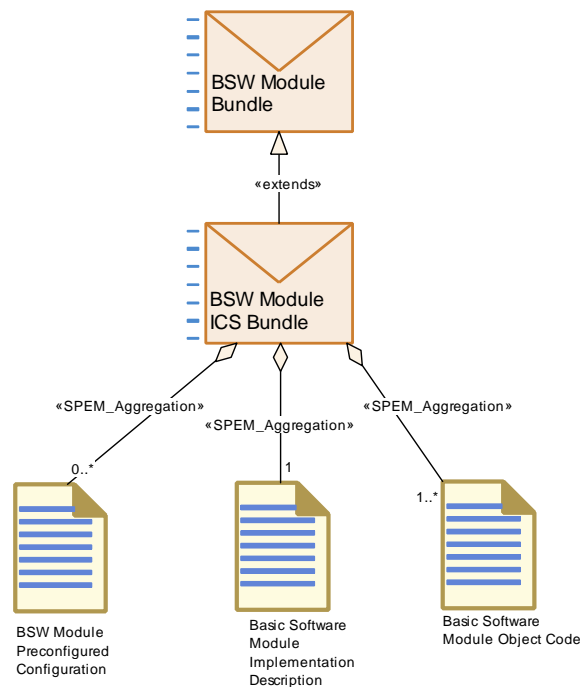 BSW Module
Bundle
«extends»
BSW Module
ICS Bundle
«SPEM_Aggregation»
«SPEM_Aggregation»
«SPEM_Aggregation»
0..*
1
1..*
BSW Module
Preconfigured
Configuration
Basic Software
Module
Implementation
Description
Basic Software
Module Object Code